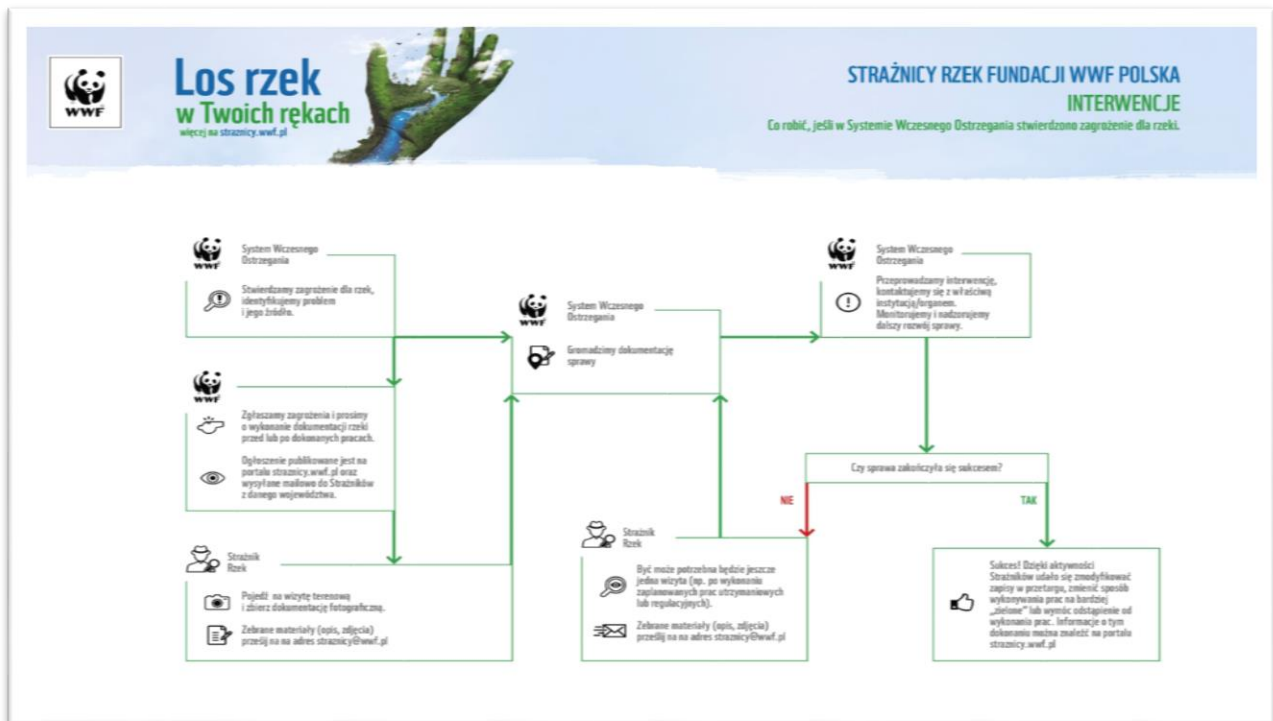 WWF
Los rzek
w Twoich rękach
więcej na straznicy.wwf.pl
STRAŻNICY RZEK FUNDACJI WWF POLSKA
INTERWENCJE
Co robić, jeśli w Systemie Wczesnego Ostrzegania stwierdzono zagrożenie dla rzeki.
WWF
System Wczesnego
Ostrzegania
Stwierdzamy zagrożenie dla rzek,
identyfikujemy problem
i jego źródło.
WWF
Zgłaszamy zagrożenia i prosimy
o wykonanie dokumentacji rzeki
przed lub po dokonanych pracach.
Ogłoszenie publikowane jest na
portalu straznicy.wwf.pl oraz
wysyłane mailowo do Strażników
z danego województwa.
Strażnik
Rzek
Pojedź na wizytę terenową
i zbierz dokumentację fotograficzną.
Zebrane materiały (opis, zdjęcia)
prześlij na na adres straznicy@wwf.pl
WWF
System Wczesnego
Ostrzegania
Gromadzimy dokumentację
sprawy
WWF
System Wczesnego
Ostrzegania
Przeprowadzamy interwencję,
kontaktujemy się z właściwą
instytucją/organem.
Monitorujemy i nadzorujemy
dalszy rozwój sprawy.
Czy sprawa zakończyła się sukcesem?
NIE
TAK
Strażnik
Rzek
Być może potrzebna będzie jeszcze
jedna wizyta (np. po wykonaniu
zaplanowanych prac utrzymaniowych
lub regulacyjnych).
Zebrane materiały (opis, zdjęcia)
prześlij na na adres straznicy@wwf.pl
Sukces! Dzięki aktywności
Strażników udało się zmodyfikować
zapisy w przetargu, zmienić sposób
wykonywania prac na bardziej
„zielone” lub wymóc odstąpienie od
wykonania prac. Informacje o tym
dokonaniu można znaleźć na portalu
straznicy.wwf.pl